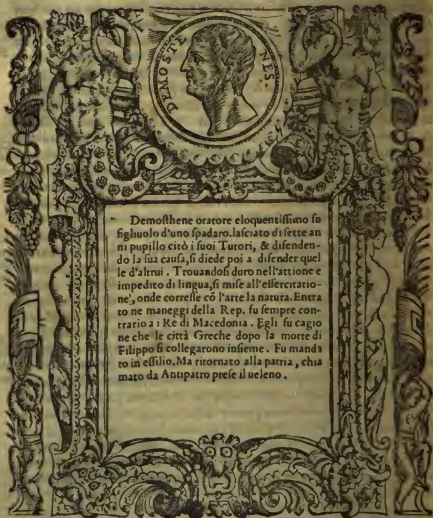 DEMOSTENES
Demosthene oratore eloquentissimo fu
figliuolo d'uno spadaro. lasciato di sette an
ni pupillo citò i suoi Tutori, & difenden-
do la sua causa, si diede poi a difender quel
le d'altrui. Trouandosi duro nell'attione e
impedito di lingua, si mise all'essercitatio-
ne', onde corresse cō l'arte la natura. Entra
to ne maneggi della Rep. fu sempre con-
trario a i Re di Macedonia. Egli fu cagio
ne che le città Greche dopo la morte di
Filippo si collegarono insieme. Fu manda
to in essilio. Ma ritornato alla patria, chia
mato da Antipatro prese il ueleno.